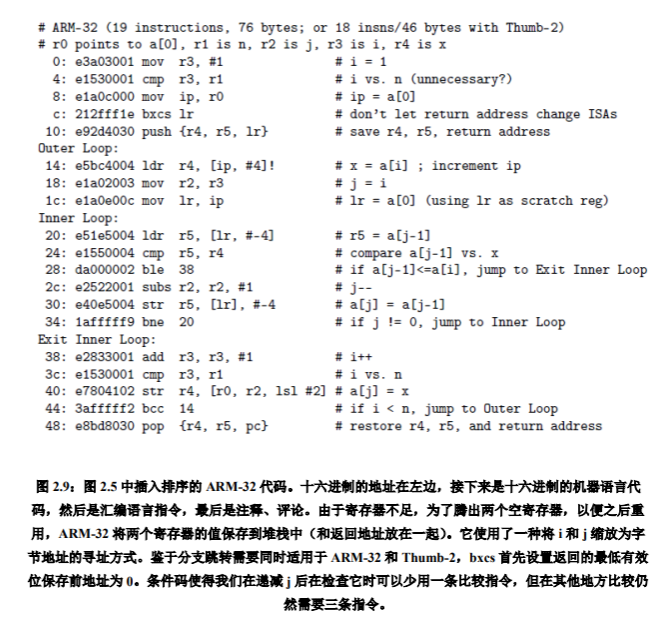 # ARM-32 (19 instructions, 76 bytes; or 18 insns/46 bytes with Thumb-2)
# r0 points to a[0], r1 is n, r2 is j, r3 is i, r4 is x
0: e3a03001 mov r3, #1 # i = 1
4: e1530001 cmp r3, r1 # i vs. n (unnecessary?)
8: e1a0c000 mov ip, r0 # ip = a[0]
c: 212fff1e bxcs lr # don't let return address change ISAs
10: e92d4030 push {r4, r5, lr} # save r4, r5, return address
Outer Loop:
14: e5bc4004 ldr r4, [ip, #4]! # x = a[i] ; increment ip
18: e1a02003 mov r2, r3 # j = i
1c: e1a0e00c mov lr, ip # lr = a[0] (using lr as scratch reg)
Inner Loop:
20: e51e5004 ldr r5, [lr, #-4] # r5 = a[j-1]
24: e1550004 cmp r5, r4 # compare a[j-1] vs. x
28: da000002 ble 38 # if a[j-1]<=a[i], jump to Exit Inner Loop
2c: e2522001 subs r2, r2, #1 # j--
30: e40e5004 str r5, [lr], #-4 # a[j] = a[j-1]
34: 1afffff9 bne 20 # if j != 0, jump to Inner Loop
Exit Inner Loop:
38: e2833001 add r3, r3, #1 # i++
3c: e1530001 cmp r3, r1 # i vs. n
40: e7804102 str r4, [r0, r2, lsl #2] # a[j] = x
44: 3afffff2 bcc 14 # if i < n, jump to Outer Loop
48: e8bd8030 pop {r4, r5, pc} # restore r4, r5, and return address
图 2.9：图 2.5 中插入排序的 ARM-32 代码。十六进制的地址在左边，接下来是十六进制的机器语言代
码，然后是汇编语言指令，最后是注释、评论。由于寄存器不足，为了腾出两个空寄存器，以便之后重
用，ARM-32 将两个寄存器的值保存到堆栈中（和返回地址放在一起）。它使用了一种将 i 和 j 缩放为字
节地址的寻址方式。鉴于分支跳转需要同时适用于 ARM-32 和 Thumb-2，bxcs 首先设置返回的最低有效
位保存前地址为 0。条件码使得我们在递减 j 后在检查它时可以少用一条比较指令，但在其他地方比较仍
然需要三条指令。